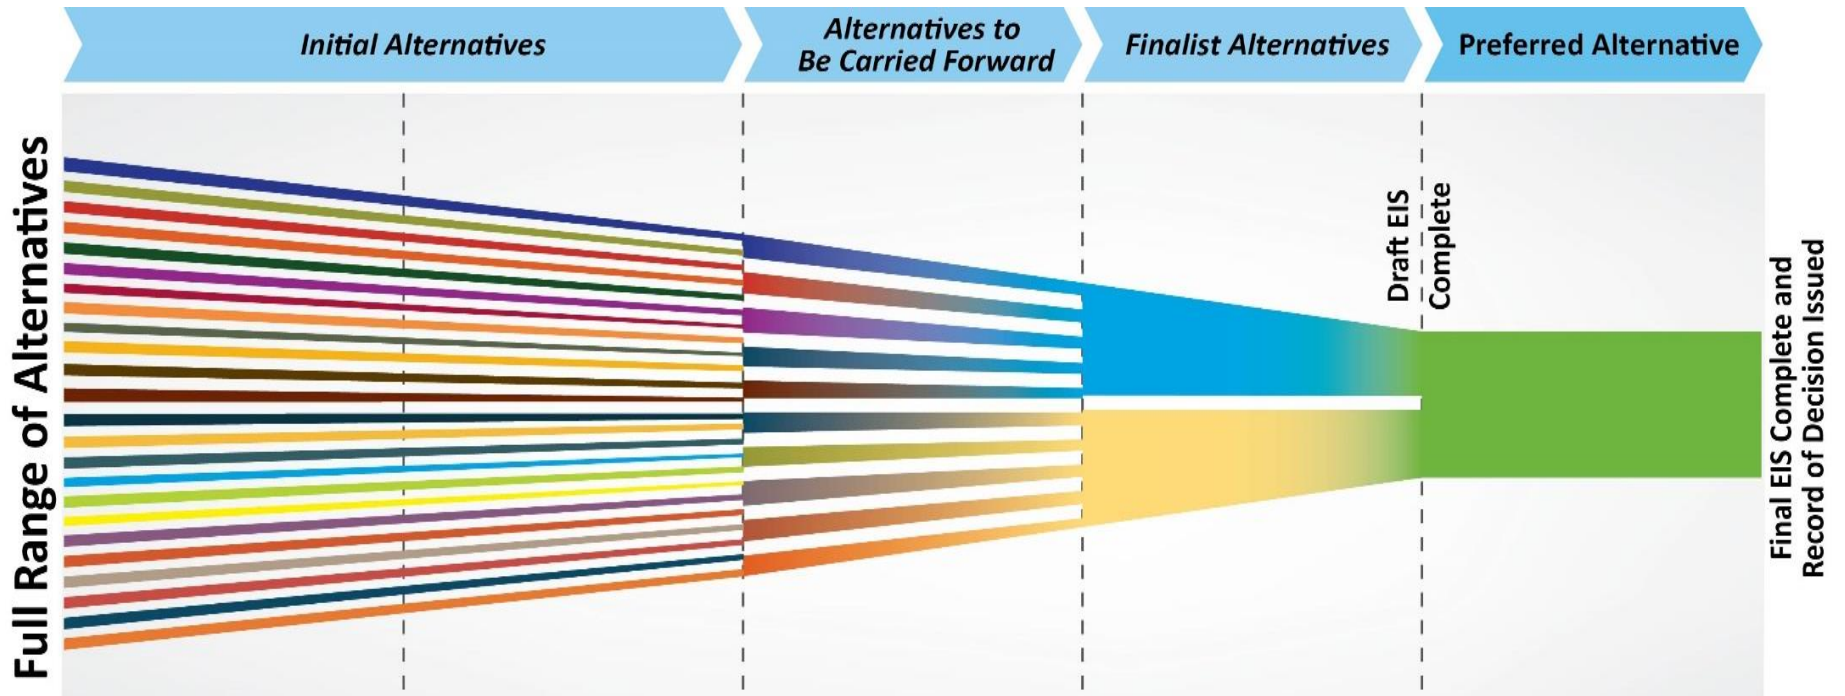 Initial Alternatives
Alternatives to
Be Carried Forward
Finalist Alternatives
Preferred Alternative
Full Range of Alternatives
Draft EIS
Complete
Final EIS Complete and
Record of Decision Issued